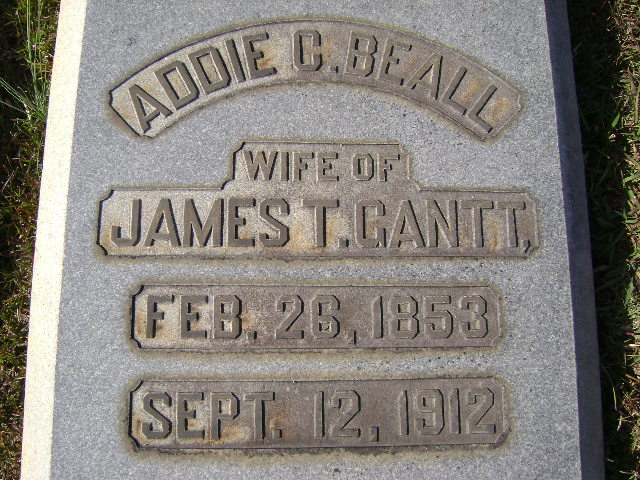 ADDIE C. BEALL
WIFE OF
JAMES T. GANTT,
FEB. 26, 1853
SEPT. 12, 1912